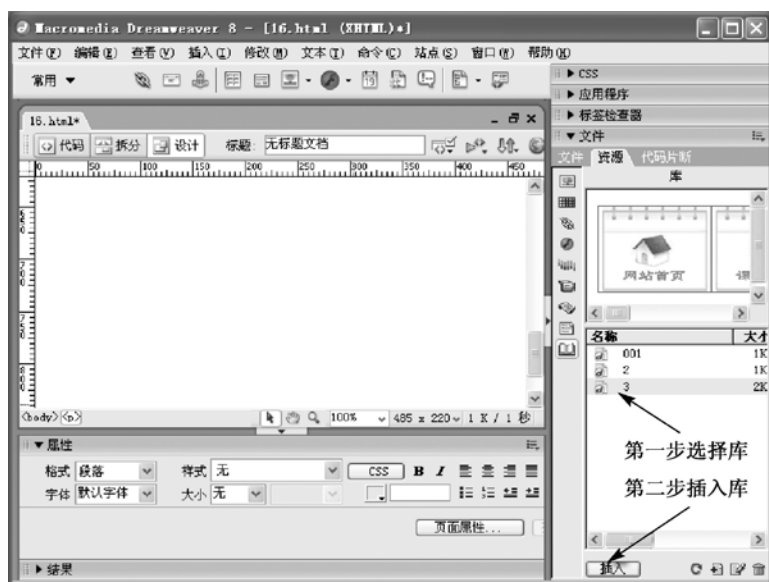 Macromedia Dreamweaver 8 - [16.html (XHTML)*]
文件(F) 编辑(E) 查看(V) 插入(I) 修改(M) 文本(T) 命令(C) 站点(S) 窗口(W) 帮助(H)
常用
CSS
应用程序
标签检查器
文件
16.html*
代码 拆分 设计 标题: 无标题文档
文件 资源 代码片断
0 50 100 150 200 250 300 350 400 450
库
网站首页
名称 大小
001 1K
2 1K
3 2K
<body> <p> 100% 485 x 220 1 K / 1 秒
第一步选择库
第二步插入库
属性
格式 段落 样式 无 CSS B I
字体 默认字体 大小 无
页面属性...
结果
插入